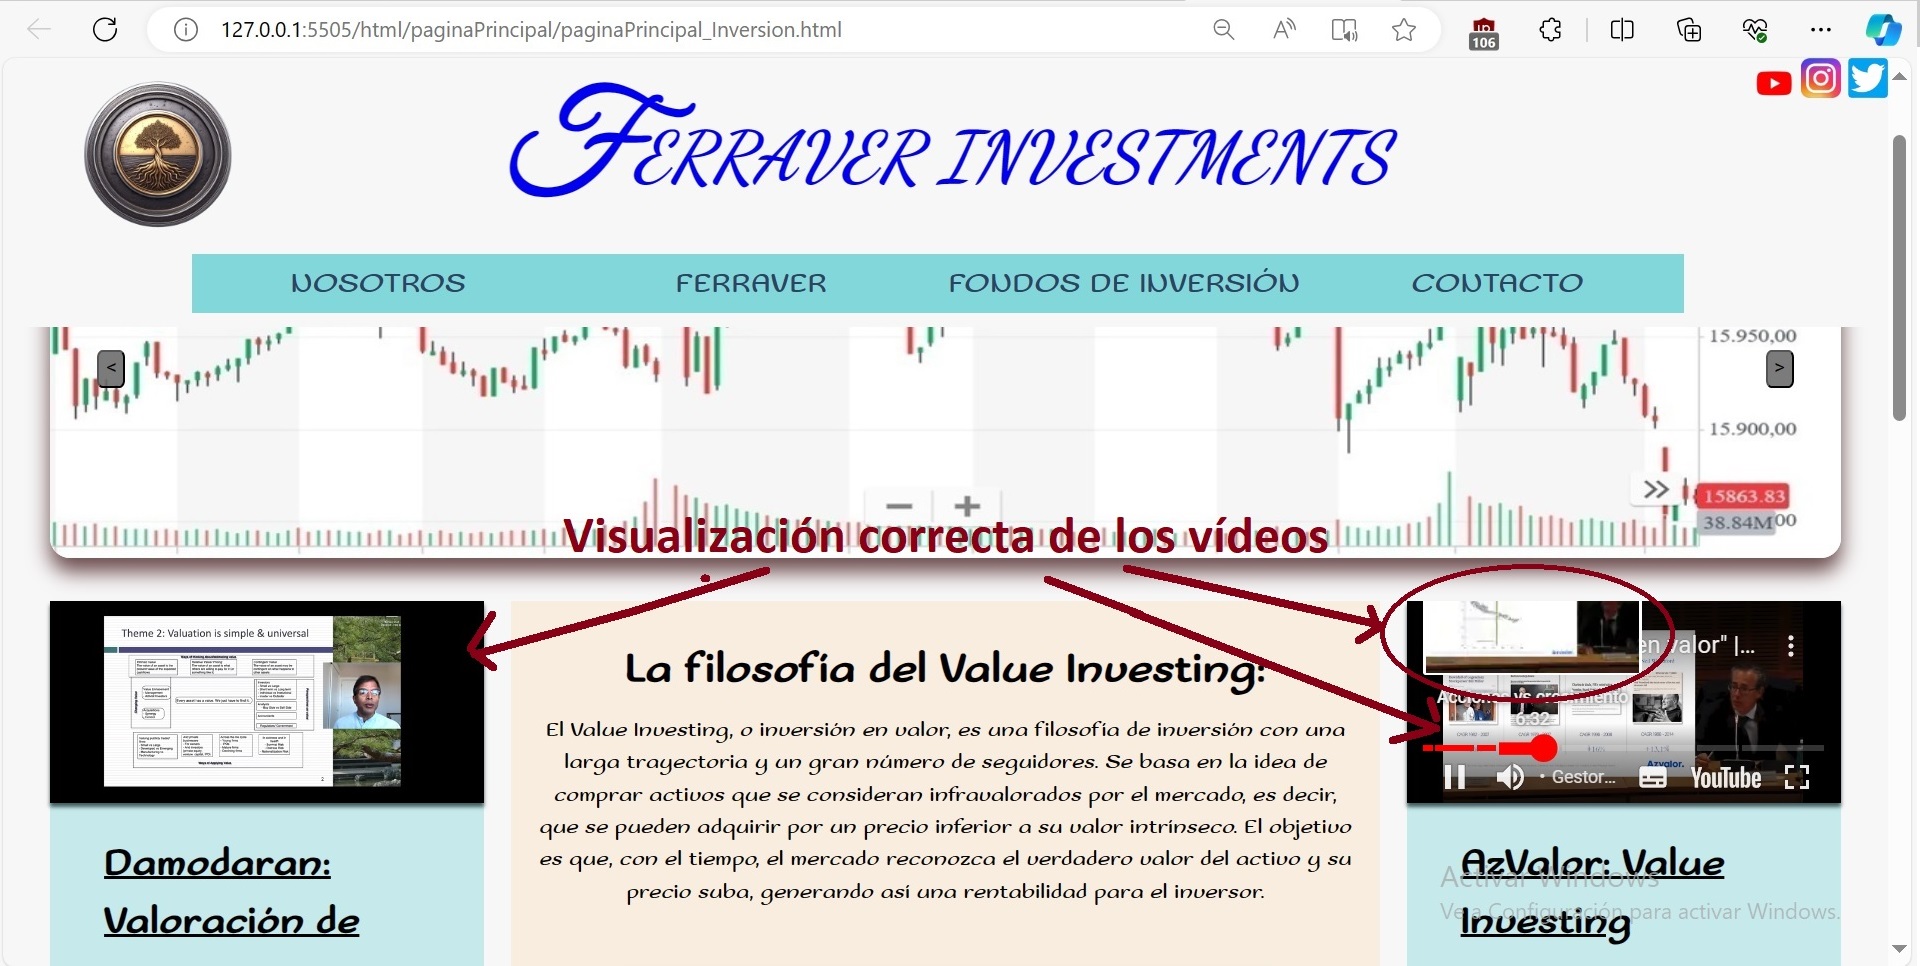 127.0.0.1:5505/html/paginaPrincipal/paginaPrincipal_Inversion.html
106
FERRAVER INVESTMENTS
NOSOTROS FERRAVER FONDOS DE INVERSIÓN CONTACTO
15.950,00
<
>
15.900,00
15863.83
38.84M
00
Visualización correcta de los vídeos
Theme 2: Valuation is simple & universal
2
La filosofía del Value Investing:
en valor" |...
Acciones vs crecimiento
6:32
Azvalor.
• Gestor...
YouTube
El Value Investing, o inversión en valor, es una filosofía de inversión con una
larga trayectoria y un gran número de seguidores. Se basa en la idea de
comprar activos que se consideran infravalorados por el mercado, es decir,
que se pueden adquirir por un precio inferior a su valor intrínseco. El objetivo
es que, con el tiempo, el mercado reconozca el verdadero valor del activo y su
precio suba, generando así una rentabilidad para el inversor.
Damodaran:
Valoración de
AzValor: Value
Investing
Activar Windows
Ve a Configuración para activar Windows.